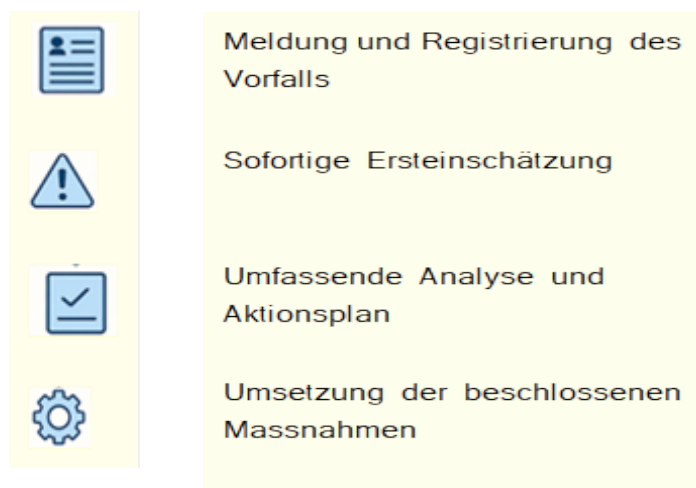 Meldung und Registrierung des
Vorfalls
Sofortige Ersteinschätzung
Umfassende Analyse und
Aktionsplan
Umsetzung der beschlossenen
Massnahmen